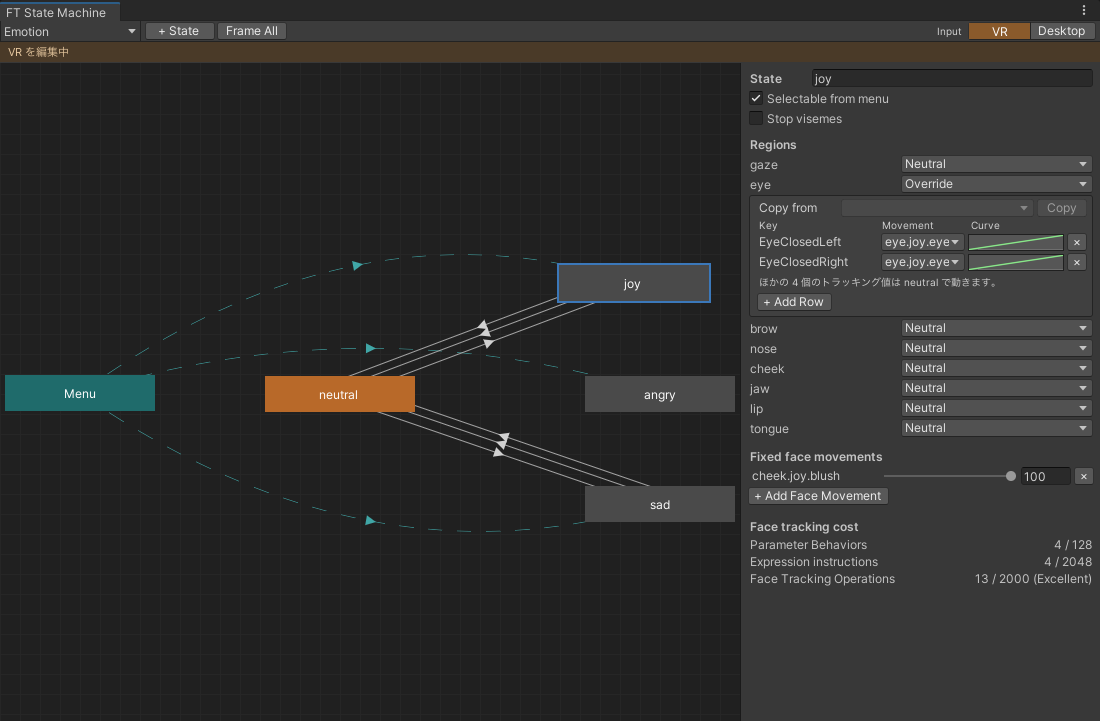 FT State Machine
Emotion + State Frame All Input VR Desktop
VR を編集中
State joy
Selectable from menu
Stop visemes
Regions
gaze Neutral
eye Override
Copy from Copy
Key Movement Curve
EyeClosedLeft eye.joy.eye ×
EyeClosedRight eye.joy.eye ×
ほかの 4 個のトラッキング値は neutral で動きます。
+ Add Row
brow Neutral
nose Neutral
cheek Neutral
jaw Neutral
lip Neutral
tongue Neutral
Fixed face movements
cheek.joy.blush 100 ×
+ Add Face Movement
Face tracking cost
Parameter Behaviors 4 / 128
Expression instructions 4 / 2048
Face Tracking Operations 13 / 2000 (Excellent)
joy
Menu neutral angry
sad